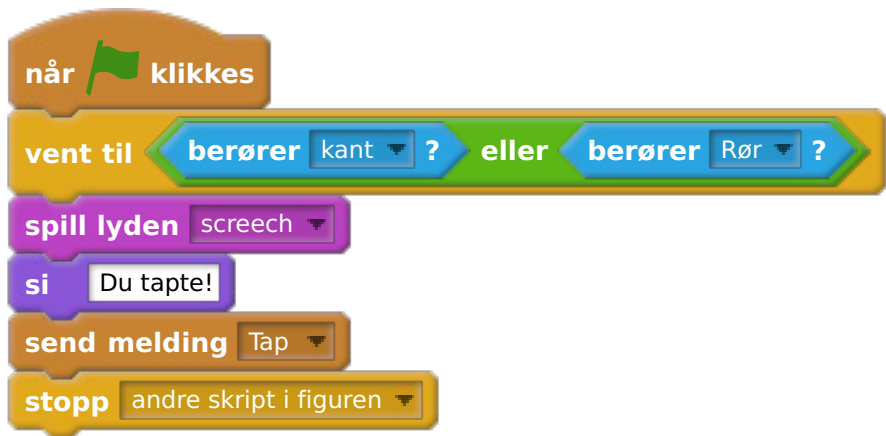 når klikkes
vent til berører kant ? eller berører Rør ?
spill lyden screech
si Du tapte!
send melding Tap
stopp andre skript i figuren